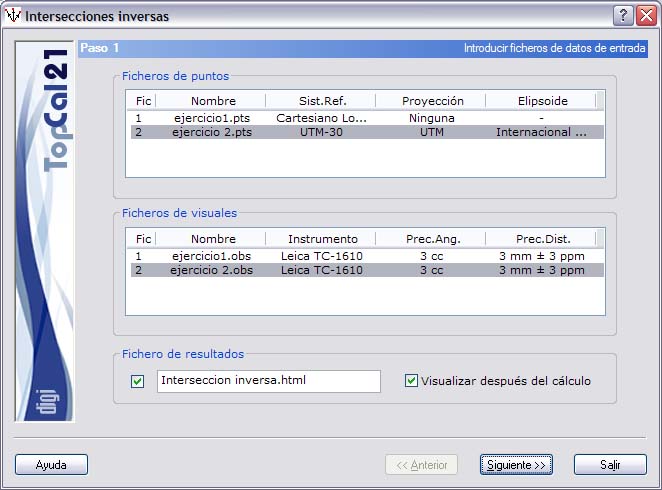 Intersecciones inversas
Paso 1 Introducir ficheros de datos de entrada
TopCal 21
digi
Ficheros de puntos
Fic Nombre Sist.Ref. Proyección Elipsoide
1 ejercicio1.pts Cartesiano Lo... Ninguna -
2 ejercicio 2.pts UTM-30 UTM Internacional ...
Ficheros de visuales
Fic Nombre Instrumento Prec.Ang. Prec.Dist.
1 ejercicio1.obs Leica TC-1610 3 cc 3 mm ± 3 ppm
2 ejercicio 2.obs Leica TC-1610 3 cc 3 mm ± 3 ppm
Fichero de resultados
Interseccion inversa.html Visualizar después del cálculo
Ayuda << Anterior Siguiente >> Salir